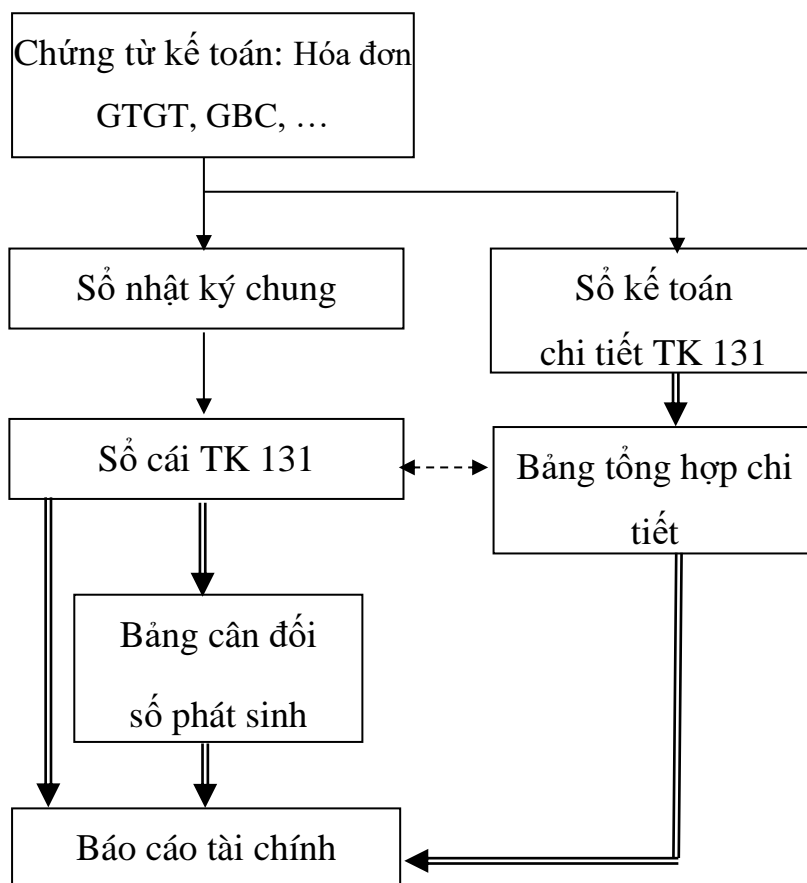 Chứng từ kế toán: Hóa đơn
GTGT, GBC, …
Sổ nhật ký chung
Sổ kế toán
chi tiết TK 131
Sổ cái TK 131
Bảng tổng hợp chi
tiết
Bảng cân đối
số phát sinh
Báo cáo tài chính